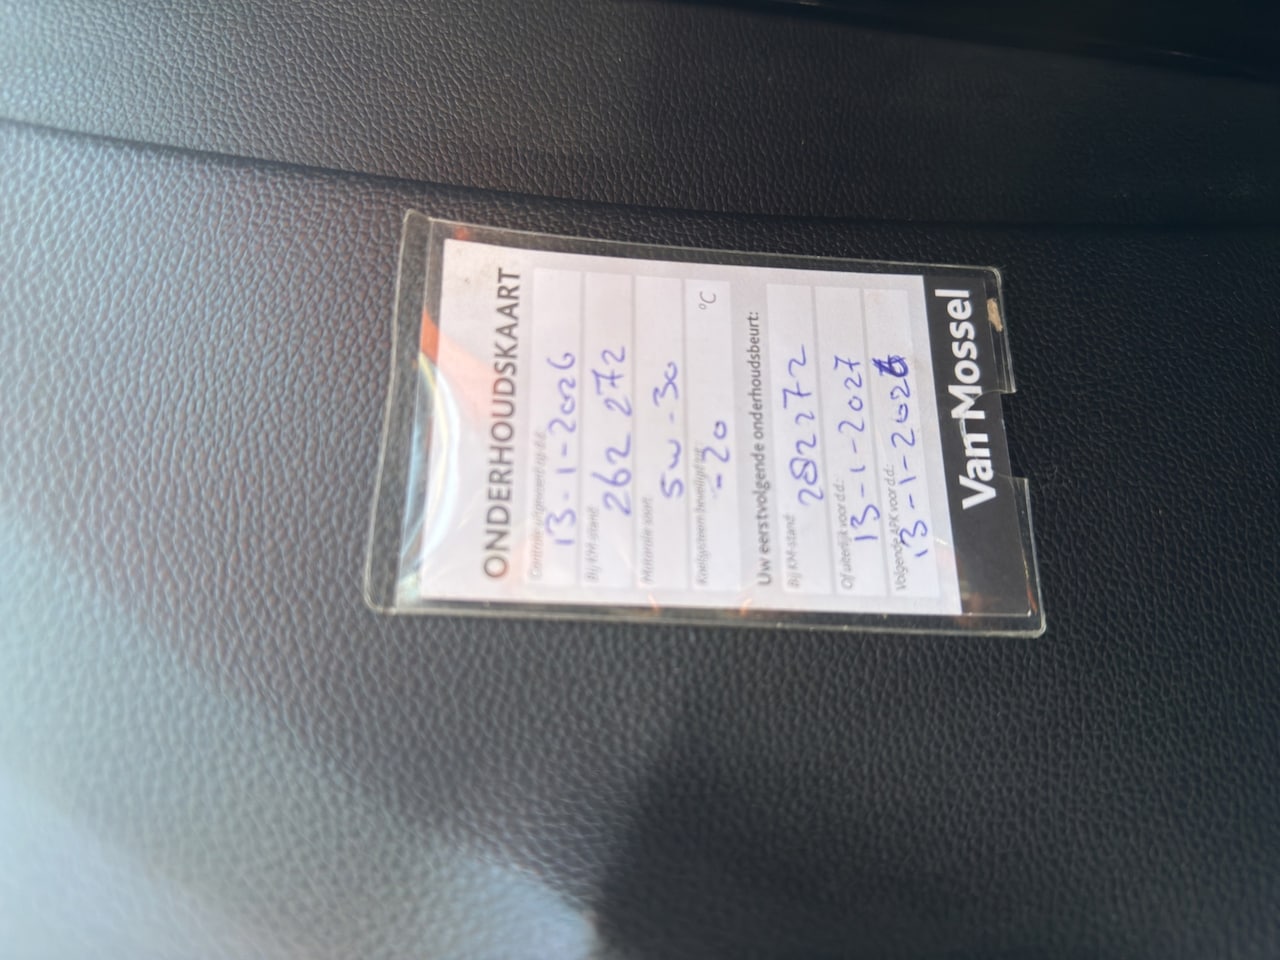 ONDERHOUDSKAART
Controle uitgevoerd op d.d.
13-1-2026
Bij KM-stand:
262 272
Motorolie soort:
5w-30
Koelsysteem beveiligd tot:
-20 °C
Uw eerstvolgende onderhoudsbeurt:
Bij KM-stand:
282272
Of uiterlijk voor d.d.:
13-1-2027
Volgende APK voor d.d.:
13-1-202
Van Mossel